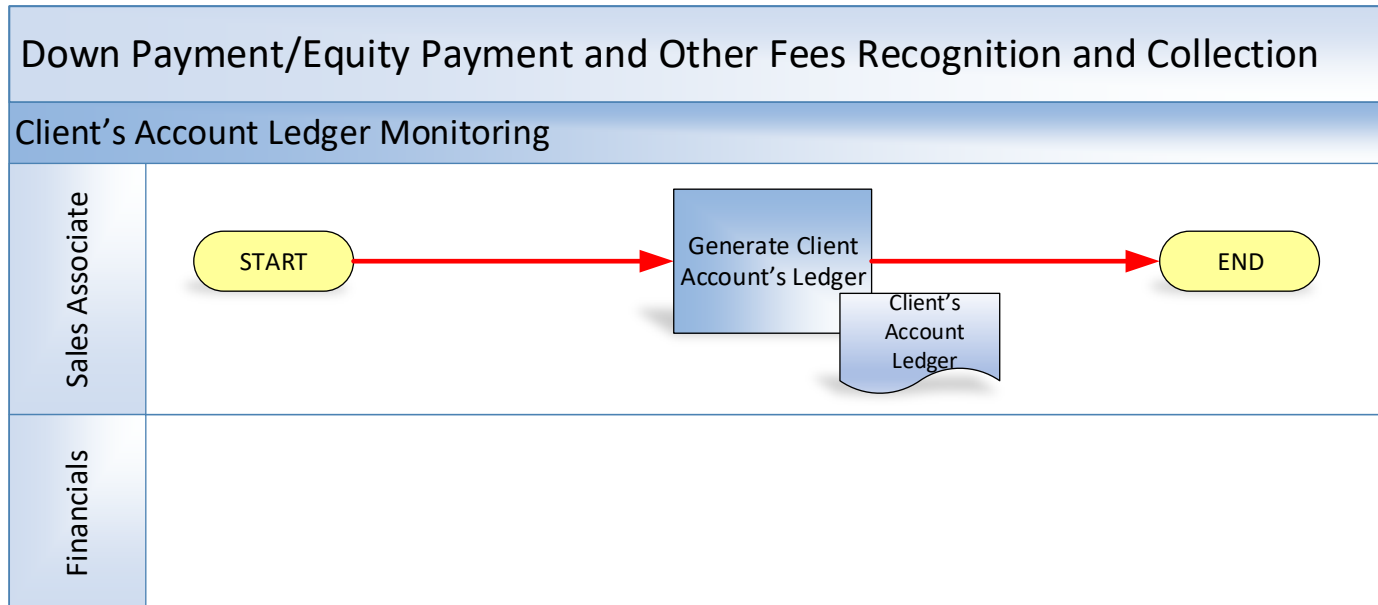 Down Payment/Equity Payment and Other Fees Recognition and Collection
Client’s Account Ledger Monitoring
Sales Associate
START
Generate Client
Account’s Ledger
Client’s
Account
Ledger
END
Financials